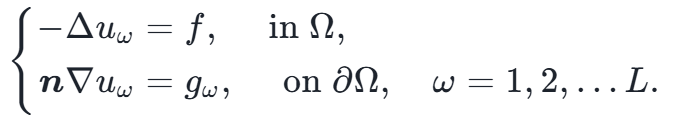 −Δu_ω = f, in Ω,
n∇u_ω = g_ω, on ∂Ω, ω = 1, 2, … L.